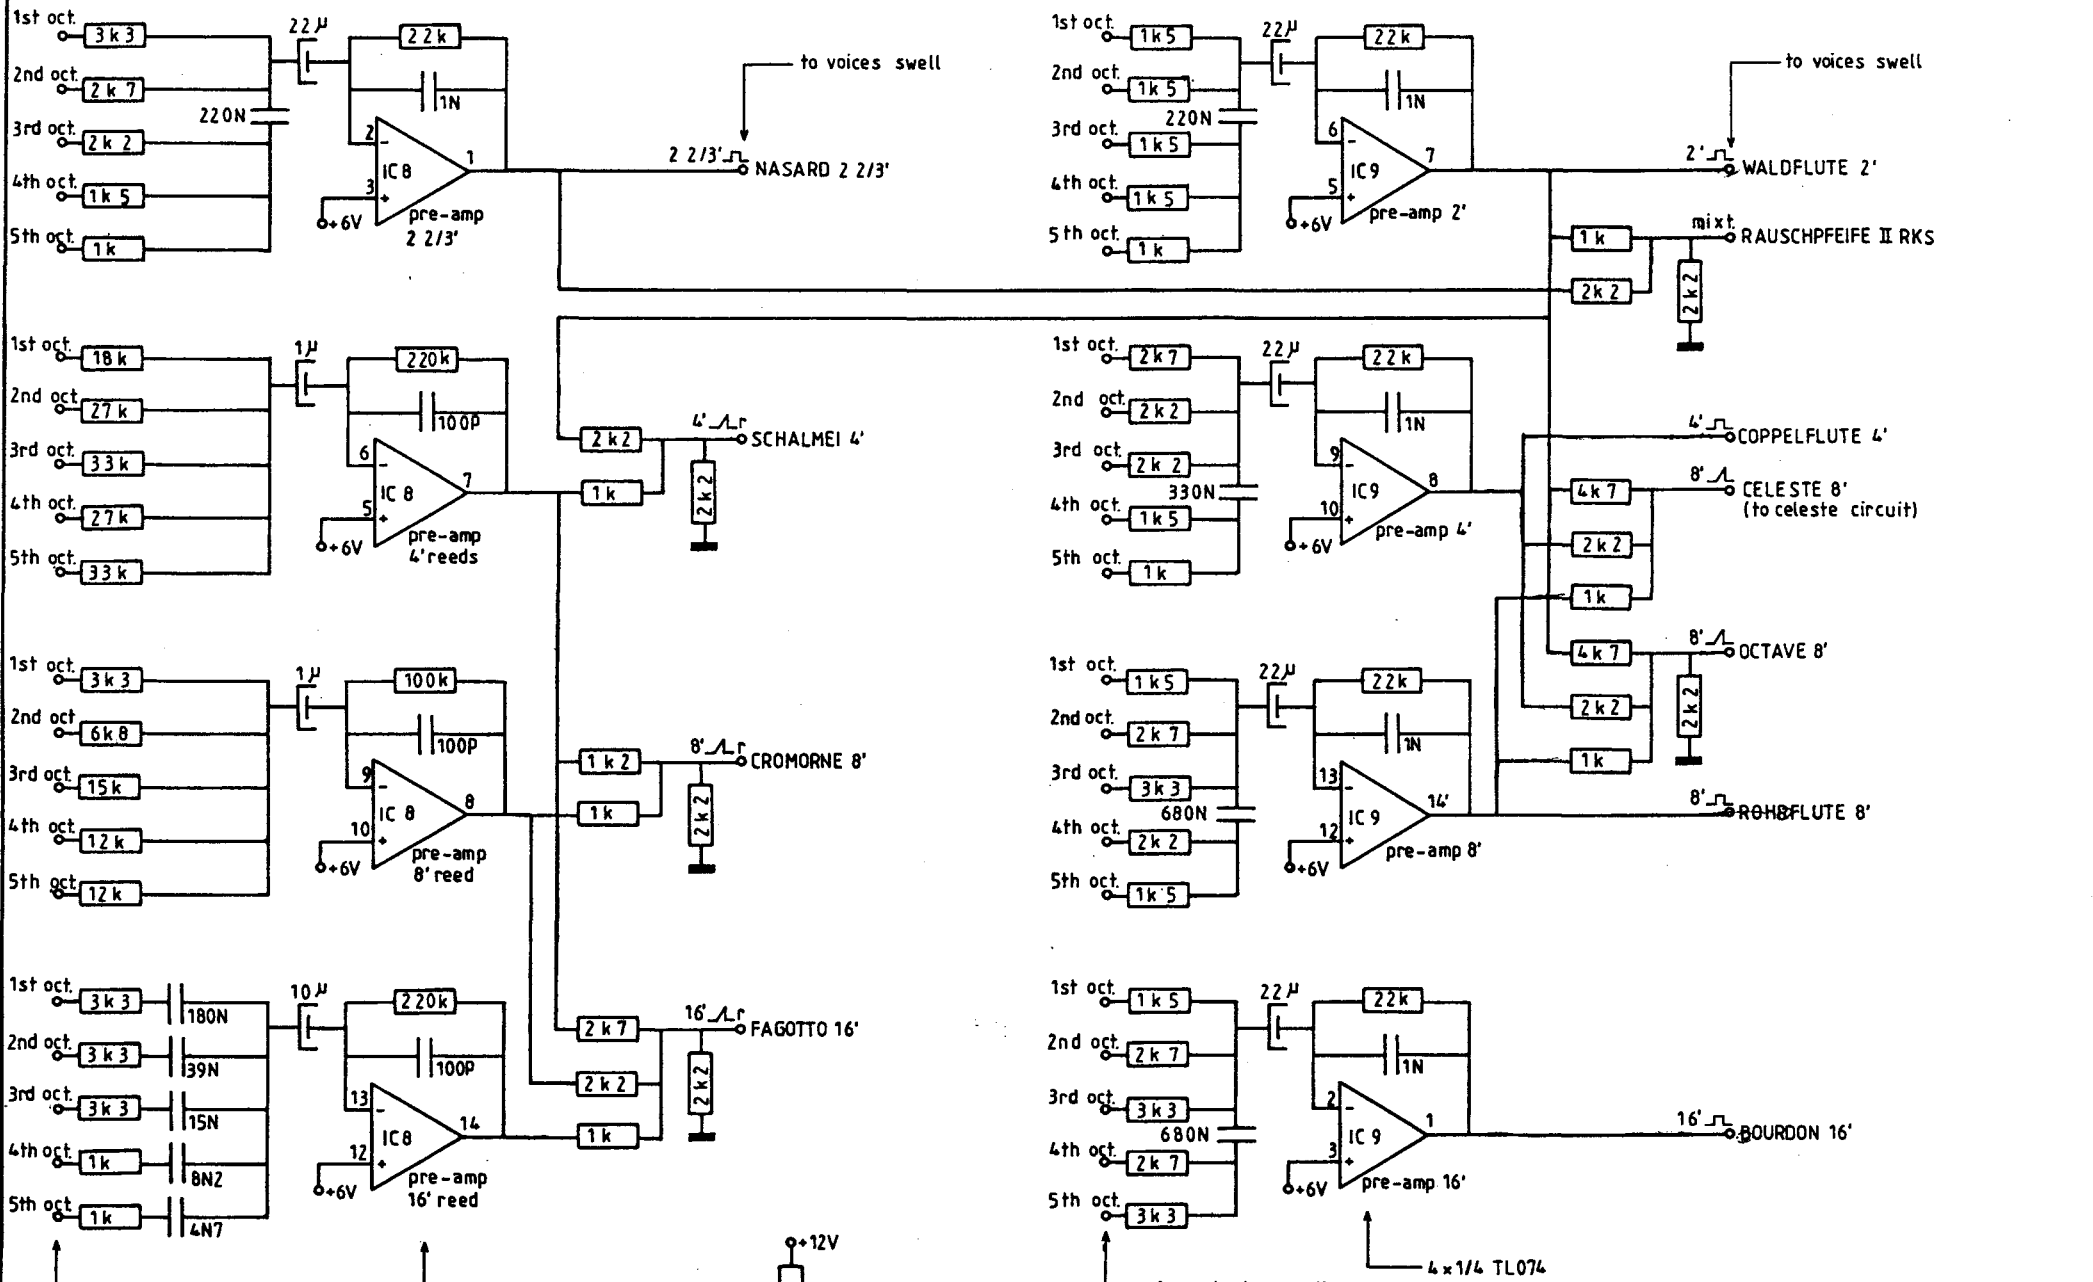 1st oct.
3k3
2nd oct.
2k7
3rd oct.
2k2
4th oct.
1k5
5th oct.
1k
220N
22µ
22k
1N
2
3
1
IC8
+6V
pre-amp
2 2/3'
to voices swell
2 2/3'
NASARD 2 2/3'
1st oct.
1k5
2nd oct.
1k5
3rd oct.
1k5
4th oct.
1k5
5th oct.
1k
220N
22µ
22k
1N
6
5
7
IC9
+6V
pre-amp 2'
to voices swell
2'
WALDFLUTE 2'
mixt.
1k
RAUSCHPFEIFE II RKS
2k2
2k2
1st oct.
18k
2nd oct.
27k
3rd oct.
33k
4th oct.
27k
5th oct.
33k
1µ
220k
100P
6
5
7
IC8
+6V
pre-amp
4' reeds
2k2
1k
2k2
4' r
SCHALMEI 4'
1st oct.
2k7
2nd oct.
2k2
3rd oct.
2k2
4th oct.
1k5
5th oct.
1k
330N
22µ
22k
1N
9
10
8
IC9
+6V
pre-amp 4'
4'
COPPELFLUTE 4'
4k7
8'
CELESTE 8'
(to celeste circuit)
2k2
1k
1st oct.
3k3
2nd oct
6k8
3rd oct.
15k
4th oct.
12k
5th oct.
12k
1µ
100k
100P
9
10
8
IC8
+6V
pre-amp
8' reed
1k2
1k
2k2
8' r
CROMORNE 8'
1st oct.
1k5
2nd oct.
2k7
3rd oct.
3k3
4th oct.
2k2
5th oct.
1k5
680N
22µ
22k
1N
13
12
14'
IC9
+6V
pre-amp 8'
4k7
8'
OCTAVE 8'
2k2
1k
2k2
8'
ROHRFLUTE 8'
1st oct.
3k3
180N
2nd oct.
3k3
39N
3rd oct.
3k3
15N
4th oct.
1k
8N2
5th oct
1k
4N7
10µ
220k
100P
13
12
14
IC8
+6V
pre-amp
16' reed
2k7
2k2
1k
2k2
16' r
FAGOTTO 16'
+12V
1st oct.
1k5
2nd oct.
2k7
3rd oct.
3k3
4th oct.
2k7
5th oct.
3k3
680N
22µ
22k
1N
2
3
1
IC9
+6V
pre-amp 16'
16'
BOURDON 16'
4 x 1/4 TL074